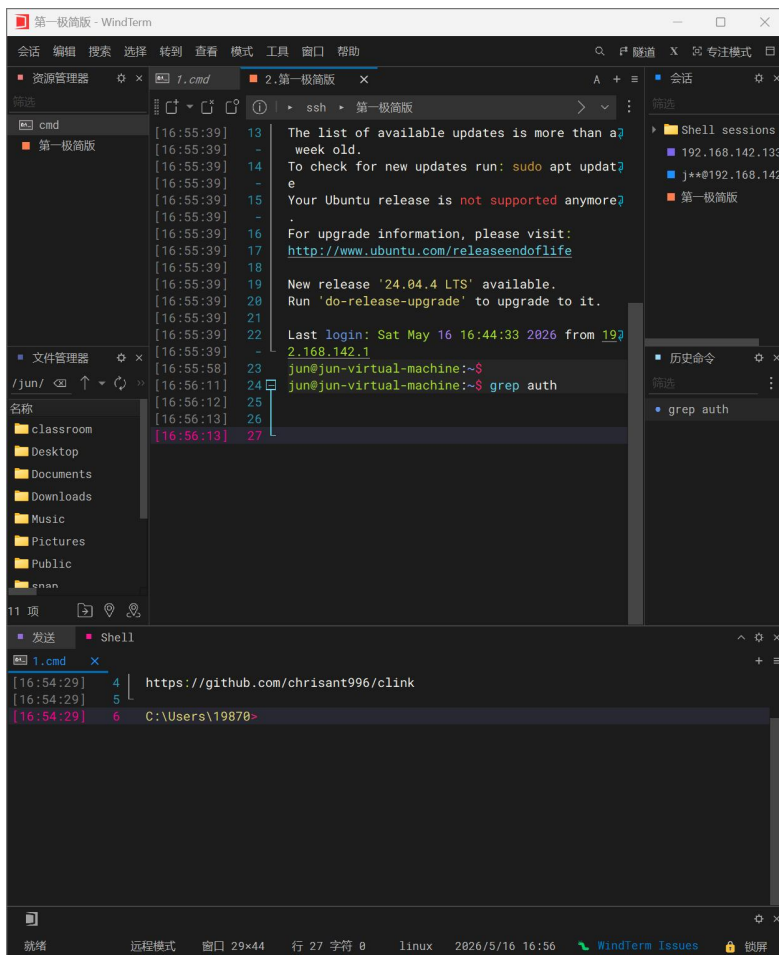 第一极简版 - WindTerm
会话 编辑 搜索 选择 转到 查看 模式 工具 窗口 帮助 隧道 X 专注模式
资源管理器
筛选
cmd
第一极简版
1.cmd 2.第一极简版 A
ssh 第一极简版
[16:55:39] 13 The list of available updates is more than a
[16:55:39] - week old.
[16:55:39] 14 To check for new updates run: sudo apt updat
[16:55:39] - e
[16:55:39] 15 Your Ubuntu release is not supported anymore
[16:55:39] - .
[16:55:39] 16 For upgrade information, please visit:
[16:55:39] 17 http://www.ubuntu.com/releaseendoflife
[16:55:39] 18
[16:55:39] 19 New release '24.04.4 LTS' available.
[16:55:39] 20 Run 'do-release-upgrade' to upgrade to it.
[16:55:39] 21
[16:55:39] 22 Last login: Sat May 16 16:44:33 2026 from 19
[16:55:39] - 2.168.142.1
[16:55:58] 23 jun@jun-virtual-machine:~$
[16:56:11] 24 jun@jun-virtual-machine:~$ grep auth
[16:56:12] 25
[16:56:13] 26
[16:56:13] 27
会话
筛选
Shell sessions
192.168.142.133
j**@192.168.142
第一极简版
文件管理器
/jun/
名称
classroom
Desktop
Documents
Downloads
Music
Pictures
Public
snap
11 项
历史命令
筛选
grep auth
发送 Shell
1.cmd
[16:54:29] 4 https://github.com/chrisant996/clink
[16:54:29] 5
[16:54:29] 6 C:\Users\19870>
就绪 远程模式 窗口 29×44 行 27 字符 0 linux 2026/5/16 16:56 WindTerm Issues 锁屏